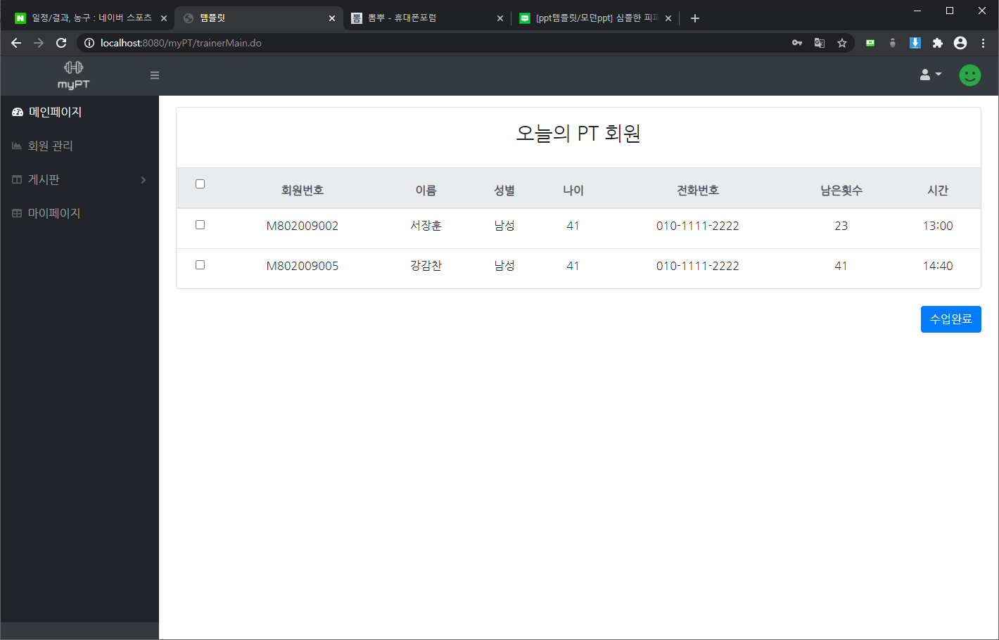 일정/결과, 농구 : 네이버 스포츠
템플릿
뽐
뽐뿌 - 휴대폰포럼
[ppt템플릿/모던ppt] 심플한 피피
localhost:8080/myPT/trainerMain.do
myPT
메인페이지
회원 관리
게시판
마이페이지
오늘의 PT 회원
회원번호 이름 성별 나이 전화번호 남은횟수 시간
M802009002 서장훈 남성 41 010-1111-2222 23 13:00
M802009005 강감찬 남성 41 010-1111-2222 41 14:40
수업완료